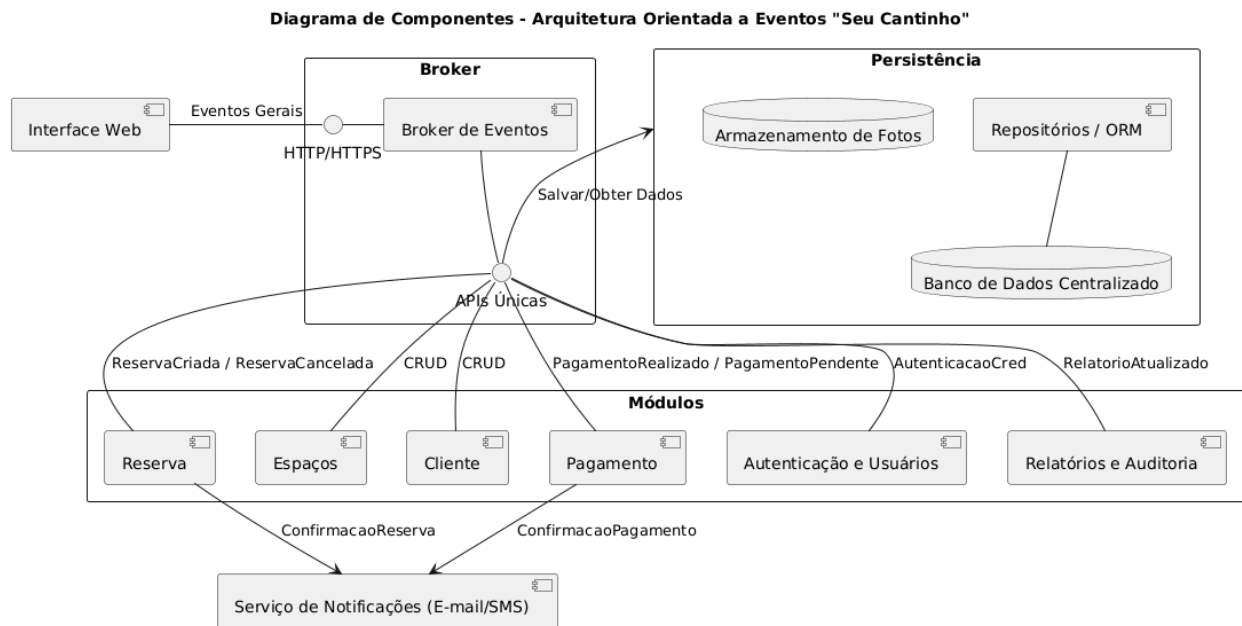 Diagrama de Componentes - Arquitetura Orientada a Eventos "Seu Cantinho"
Broker
Persistência
Interface Web
Eventos Gerais
HTTP/HTTPS
Broker de Eventos
Armazenamento de Fotos
Repositórios / ORM
Salvar/Obter Dados
Banco de Dados Centralizado
APIs Únicas
ReservaCriada / ReservaCancelada
CRUD
CRUD
PagamentoRealizado / PagamentoPendente
AutenticacaoCred
RelatorioAtualizado
Módulos
Reserva
Espaços
Cliente
Pagamento
Autenticação e Usuários
Relatórios e Auditoria
ConfirmacaoReserva
ConfirmacaoPagamento
Serviço de Notificações (E-mail/SMS)